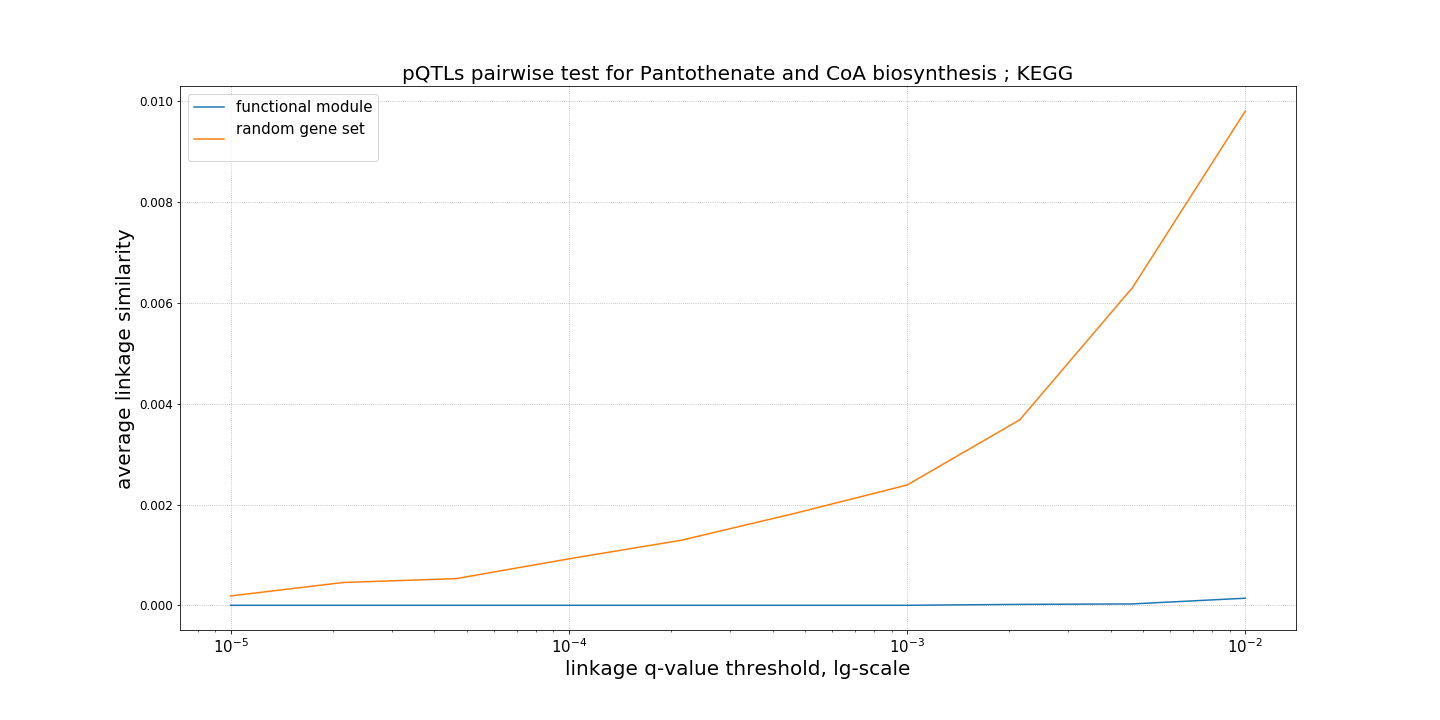 pQTLs pairwise test for Pantothenate and CoA biosynthesis ; KEGG
functional module
random gene set
average linkage similarity
0.010
0.008
0.006
0.004
0.002
0.000
10⁻⁵ 10⁻⁴ 10⁻³ 10⁻²
linkage q-value threshold, lg-scale